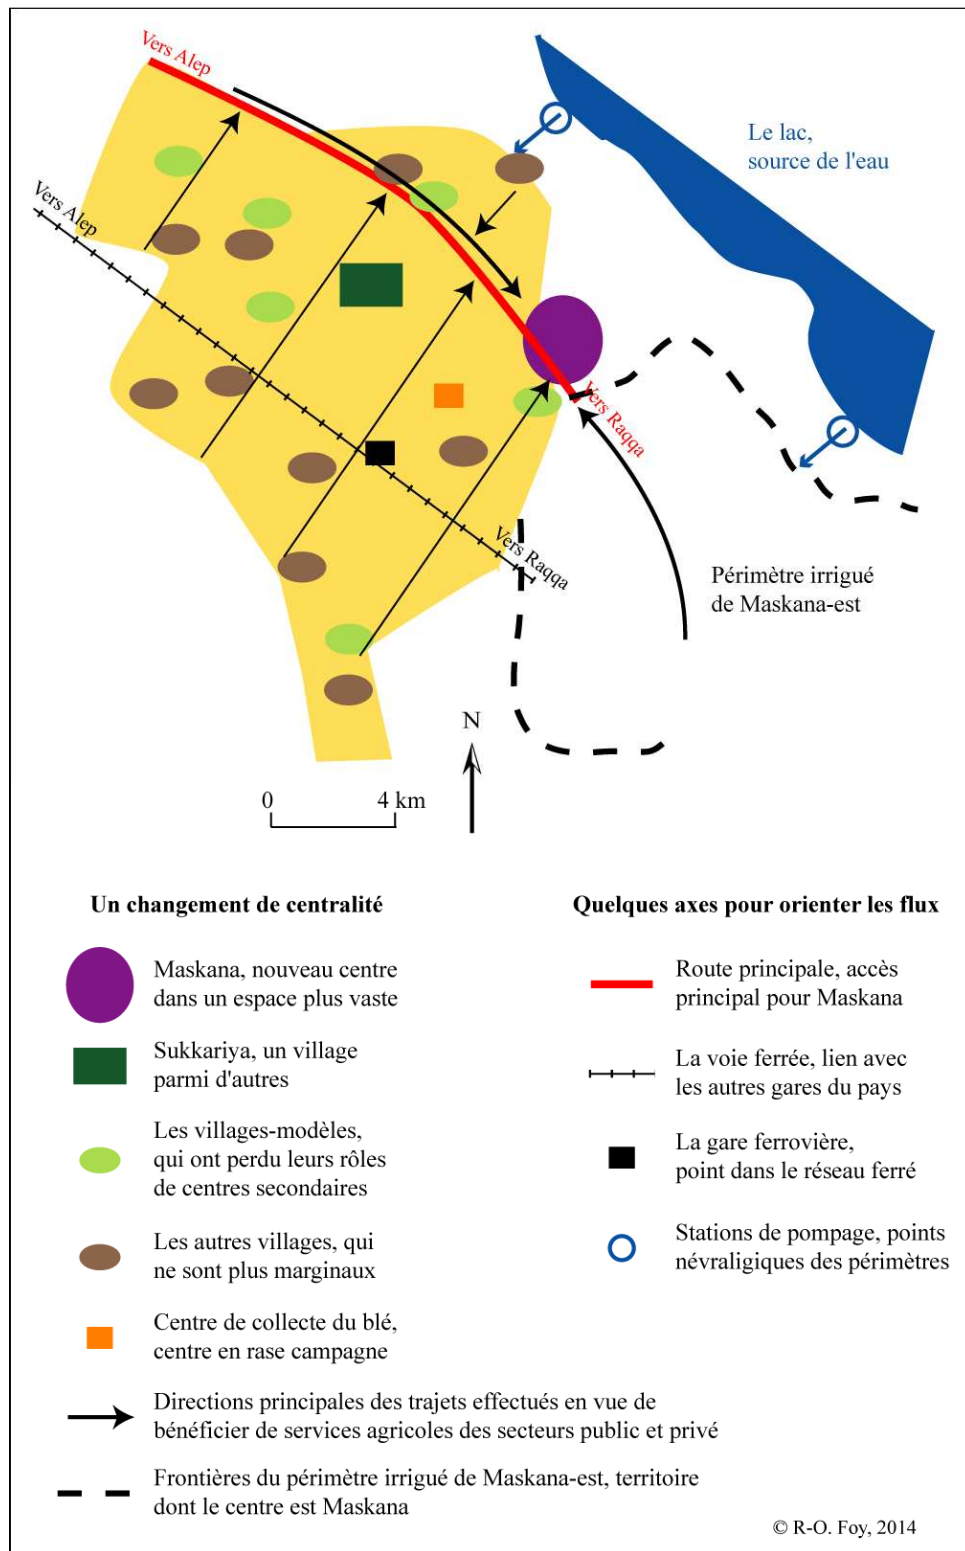 Vers Alep
Le lac,
source de l'eau
Vers Alep
Vers Raqqa
Vers Raqqa
Périmètre irrigué
de Maskana-est
N
0 4 km
Un changement de centralité
Maskana, nouveau centre
dans un espace plus vaste
Sukkariya, un village
parmi d'autres
Les villages-modèles,
qui ont perdu leurs rôles
de centres secondaires
Les autres villages, qui
ne sont plus marginaux
Centre de collecte du blé,
centre en rase campagne
Directions principales des trajets effectués en vue de
bénéficier de services agricoles des secteurs public et privé
Frontières du périmètre irrigué de Maskana-est, territoire
dont le centre est Maskana
Quelques axes pour orienter les flux
Route principale, accès
principal pour Maskana
La voie ferrée, lien avec
les autres gares du pays
La gare ferrovière,
point dans le réseau ferré
Stations de pompage, points
névraligiques des périmètres
© R-O. Foy, 2014